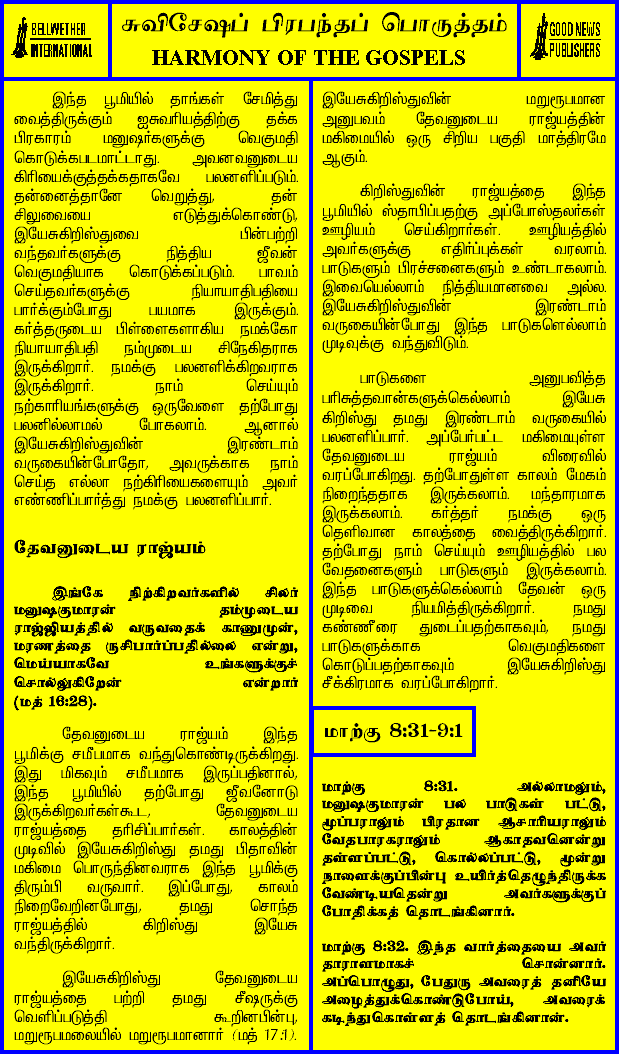 BELLWETHER
INTERNATIONAL
சுவிசேஷப் பிரபந்தப் பொருத்தம்
HARMONY OF THE GOSPELS
GOOD NEWS
PUBLISHERS
இந்த பூமியில் தாங்கள் சேமித்து
வைத்திருக்கும் ஐசுவரியத்திற்கு தக்க
பிரகாரம் மனுஷர்களுக்கு வெகுமதி
கொடுக்கபடமாட்டாது. அவனவனுடைய
கிரியைக்குத்தக்கதாகவே பலனளிப்படும்.
தன்னைத்தானே வெறுத்து, தன்
சிலுவையை எடுத்துக்கொண்டு,
இயேசுகிறிஸ்துவை பின்பற்றி
வந்தவர்களுக்கு நித்திய ஜீவன்
வெகுமதியாக கொடுக்கப்படும். பாவம்
செய்தவர்களுக்கு நியாயாதிபதியை
பார்க்கும்போது பயமாக இருக்கும்.
கர்த்தருடைய பிள்ளைகளாகிய நமக்கோ
நியாயாதிபதி நம்முடைய சிநேகிதராக
இருக்கிறார். நமக்கு பலனளிக்கிறவராக
இருக்கிறார். நாம் செய்யும்
நற்காரியங்களுக்கு ஒருவேளை தற்போது
பலனில்லாமல் போகலாம். ஆனால்
இயேசுகிறிஸ்துவின் இரண்டாம்
வருகையின்போதோ, அவருக்காக நாம்
செய்த எல்லா நற்கிரியைகளையும் அவர்
எண்ணிப்பார்த்து நமக்கு பலனளிப்பார்.
தேவனுடைய ராஜ்யம்
இங்கே நிற்கிறவர்களில் சிலர்
மனுஷகுமாரன் தம்முடைய
ராஜ்ஜியத்தில் வருவதைக் காணுமுன்,
மரணத்தை ருசிபார்ப்பதில்லை என்று,
மெய்யாகவே உங்களுக்குச்
சொல்லுகிறேன் என்றார்
(மத் 16:28).
தேவனுடைய ராஜ்யம் இந்த
பூமிக்கு சமீபமாக வந்துகொண்டிருக்கிறது.
இது மிகவும் சமீபமாக இருப்பதினால்,
இந்த பூமியில் தற்போது ஜீவனோடு
இருக்கிறவர்கள்கூட, தேவனுடைய
ராஜ்யத்தை தரிசிப்பார்கள். காலத்தின்
முடிவில் இயேசுகிறிஸ்து தமது பிதாவின்
மகிமை பொருந்தினவராக இந்த பூமிக்கு
திரும்பி வருவார். இப்போது, காலம்
நிறைவேறினபோது, தமது சொந்த
ராஜ்யத்தில் கிறிஸ்து இயேசு
வந்திருக்கிறார்.
இயேசுகிறிஸ்து தேவனுடைய
ராஜ்யத்தை பற்றி தமது சீஷருக்கு
வெளிப்படுத்தி கூறினபின்பு,
மறுரூபமலையில் மறுரூபமானார் (மத் 17:1).
இயேசுகிறிஸ்துவின் மறுரூபமான
அனுபவம் தேவனுடைய ராஜ்யத்தின்
மகிமையில் ஒரு சிறிய பகுதி மாத்திரமே
ஆகும்.
கிறிஸ்துவின் ராஜ்யத்தை இந்த
பூமியில் ஸ்தாபிப்பதற்கு அப்போஸ்தலர்கள்
ஊழியம் செய்கிறார்கள். ஊழியத்தில்
அவர்களுக்கு எதிர்ப்புக்கள் வரலாம்.
பாடுகளும் பிரச்சனைகளும் உண்டாகலாம்.
இவையெல்லாம் நித்தியமானவை அல்ல.
இயேசுகிறிஸ்துவின் இரண்டாம்
வருகையின்போது இந்த பாடுகளெல்லாம்
முடிவுக்கு வந்துவிடும்.
பாடுகளை அனுபவித்த
பரிசுத்தவான்களுக்கெல்லாம் இயேசு
கிறிஸ்து தமது இரண்டாம் வருகையில்
பலனளிப்பார். அப்பேர்பட்ட மகிமையுள்ள
தேவனுடைய ராஜ்யம் விரைவில்
வரப்போகிறது. தற்போதுள்ள காலம் மேகம்
நிறைந்ததாக இருக்கலாம். மந்தாரமாக
இருக்கலாம். கர்த்தர் நமக்கு ஒரு
தெளிவான காலத்தை வைத்திருக்கிறார்.
தற்போது நாம் செய்யும் ஊழியத்தில் பல
வேதனைகளும் பாடுகளும் இருக்கலாம்.
இந்த பாடுகளுக்கெல்லாம் தேவன் ஒரு
முடிவை நியமித்திருக்கிறார். நமது
கண்ணீரை துடைப்பதற்காகவும், நமது
பாடுகளுக்காக வெகுமதிகளை
கொடுப்பதற்காகவும் இயேசுகிறிஸ்து
சீக்கிரமாக வரப்போகிறார்.
மாற்கு 8:31-9:1
மாற்கு 8:31. அல்லாமலும்,
மனுஷகுமாரன் பல பாடுகள் பட்டு,
மூப்பராலும் பிரதான ஆசாரியராலும்
வேதபாரகராலும் ஆகாதவனென்று
தள்ளப்பட்டு, கொல்லப்பட்டு, மூன்று
நாளைக்குப்பின்பு உயிர்த்தெழுந்திருக்க
வேண்டியதென்று அவர்களுக்குப்
போதிக்கத் தொடங்கினார்.
மாற்கு 8:32. இந்த வார்த்தையை அவர்
தாராளமாகச் சொன்னார்.
அப்பொழுது, பேதுரு அவரைத் தனியே
அழைத்துக்கொண்டுபோய், அவரைக்
கடிந்துகொள்ளத் தொடங்கினான்.